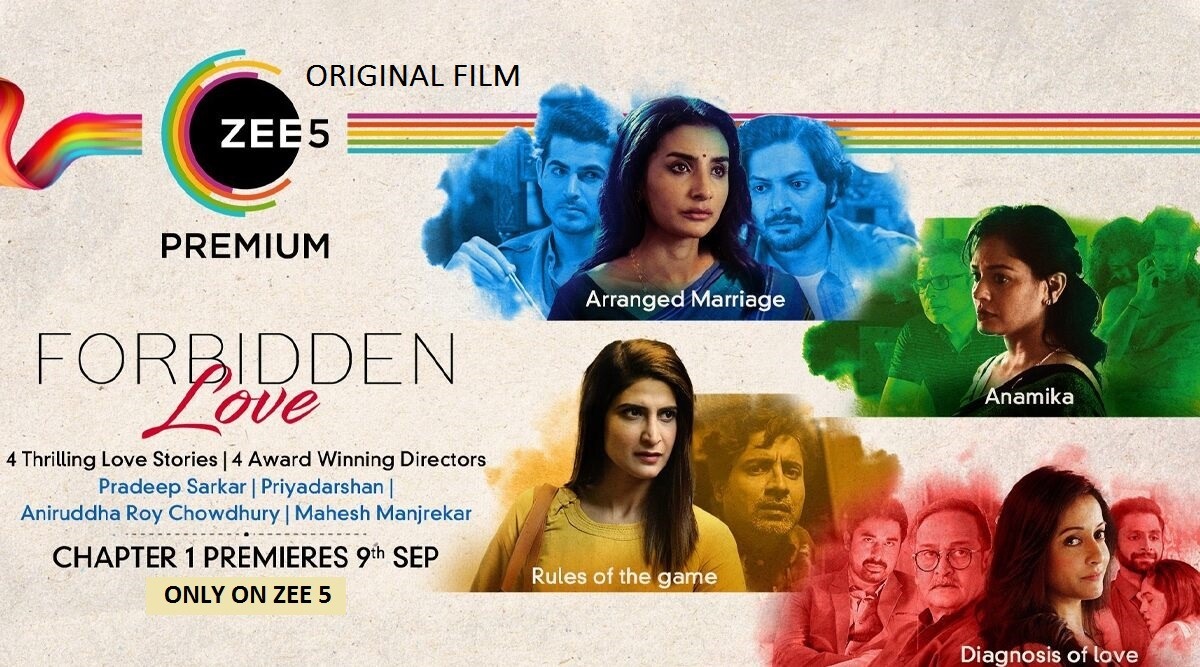 ORIGINAL FILM
ZEE5
PREMIUM
FORBIDDEN
Love
4 Thrilling Love Stories | 4 Award Winning Directors
Pradeep Sarkar | Priyadarshan |
Aniruddha Roy Chowdhury | Mahesh Manjrekar
CHAPTER 1 PREMIERES 9th SEP
ONLY ON ZEE 5
Arranged Marriage
Anamika
Rules of the game
Diagnosis of love